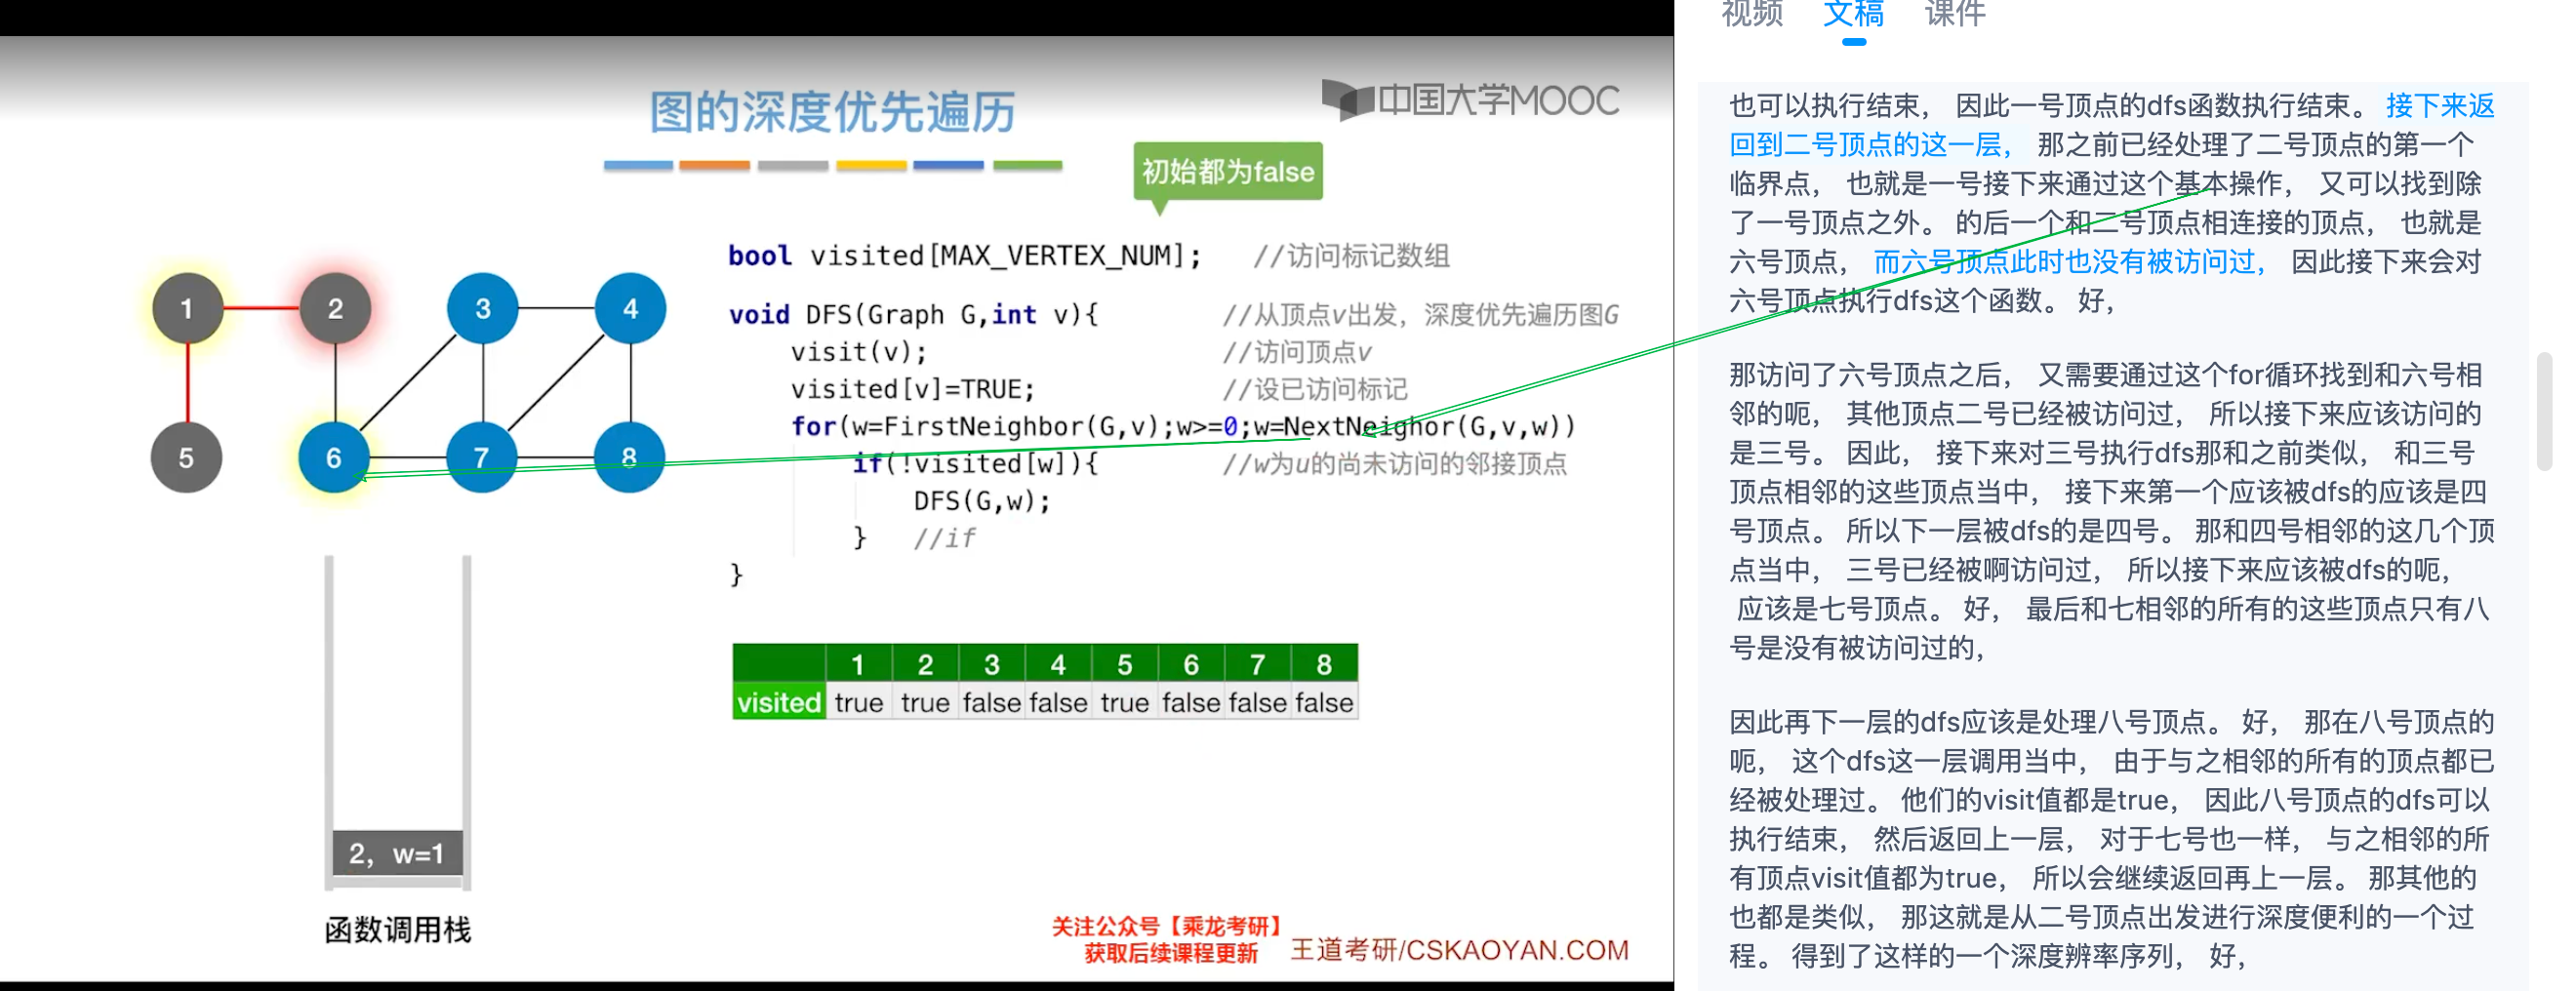 图的深度优先遍历
中国大学MOOC
初始都为false
bool visited[MAX_VERTEX_NUM]; //访问标记数组
void DFS(Graph G,int v){ //从顶点v出发，深度优先遍历图G
visit(v); //访问顶点v
visited[v]=TRUE; //设已访问标记
for(w=FirstNeighbor(G,v);w>=0;w=NextNeighor(G,v,w))
if(!visited[w]){ //w为u的尚未访问的邻接顶点
DFS(G,w);
} //if
}
1 2 3 4
5 6 7 8
2, w=1
函数调用栈
1 2 3 4 5 6 7 8
visited true true false false true false false false
关注公众号【乘龙考研】
获取后续课程更新
王道考研/CSKAOYAN.COM
视频 文稿 课件
也可以执行结束， 因此一号顶点的dfs函数执行结束。 接下来返
回到二号顶点的这一层， 那之前已经处理了二号顶点的第一个
临界点， 也就是一号接下来通过这个基本操作， 又可以找到除
了一号顶点之外。 的后一个和二号顶点相连接的顶点， 也就是
六号顶点， 而六号顶点此时也没有被访问过， 因此接下来会对
六号顶点执行dfs这个函数。 好，
那访问了六号顶点之后， 又需要通过这个for循环找到和六号相
邻的呃， 其他顶点二号已经被访问过， 所以接下来应该访问的
是三号。 因此， 接下来对三号执行dfs那和之前类似， 和三号
顶点相邻的这些顶点当中， 接下来第一个应该被dfs的应该是四
号顶点。 所以下一层被dfs的是四号。 那和四号相邻的这几个顶
点当中， 三号已经被啊访问过， 所以接下来应该被dfs的呃，
应该是七号顶点。 好， 最后和七相邻的所有的这些顶点只有八
号是没有被访问过的，
因此再下一层的dfs应该是处理八号顶点。 好， 那在八号顶点的
呃， 这个dfs这一层调用当中， 由于与之相邻的所有的顶点都已
经被处理过。 他们的visit值都是true， 因此八号顶点的dfs可以
执行结束， 然后返回上一层， 对于七号也一样， 与之相邻的所
有顶点visit值都为true， 所以会继续返回再上一层。 那其他的
也都是类似， 那这就是从二号顶点出发进行深度便利的一个过
程。 得到了这样的一个深度辨率序列， 好，